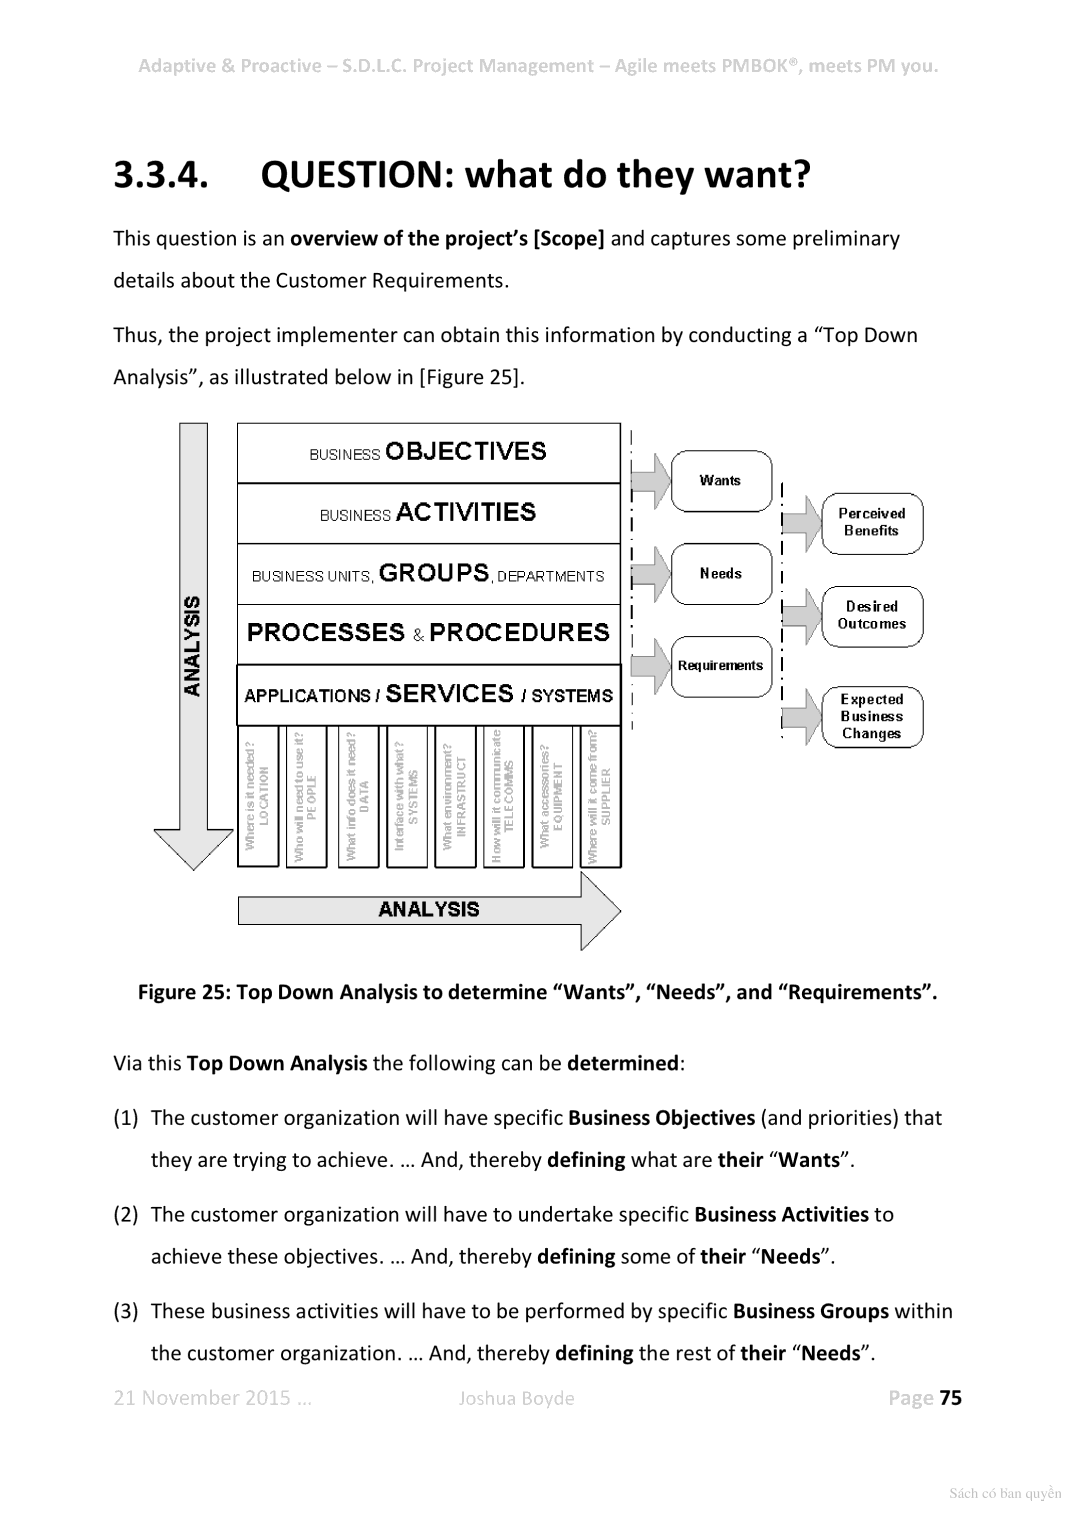 Adaptive & Proactive – S.D.L.C. Project Management – Agile meets PMBOK®, meets PM you.
3.3.4. QUESTION: what do they want?
This question is an overview of the project’s [Scope] and captures some preliminary
details about the Customer Requirements.
Thus, the project implementer can obtain this information by conducting a “Top Down
Analysis”, as illustrated below in [Figure 25].
ANALYSIS
BUSINESS OBJECTIVES
BUSINESS ACTIVITIES
BUSINESS UNITS, GROUPS, DEPARTMENTS
PROCESSES & PROCEDURES
APPLICATIONS / SERVICES / SYSTEMS
Where is it needed?
LOCATION
Who will need to use it?
PEOPLE
What info does it need?
DATA
Interface with what?
SYSTEMS
What environment?
INFRASTRUCT
How will it communicate
TELECOMMS
What accessories?
EQUIPMENT
Where will it come from?
SUPPLIER
ANALYSIS
Wants
Needs
Requirements
Perceived
Benefits
Desired
Outcomes
Expected
Business
Changes
Figure 25: Top Down Analysis to determine “Wants”, “Needs”, and “Requirements”.
Via this Top Down Analysis the following can be determined:
(1) The customer organization will have specific Business Objectives (and priorities) that
they are trying to achieve. … And, thereby defining what are their “Wants”.
(2) The customer organization will have to undertake specific Business Activities to
achieve these objectives. … And, thereby defining some of their “Needs”.
(3) These business activities will have to be performed by specific Business Groups within
the customer organization. … And, thereby defining the rest of their “Needs”.
21 November 2015 … Joshua Boyde Page 75
Sách có bản quyền